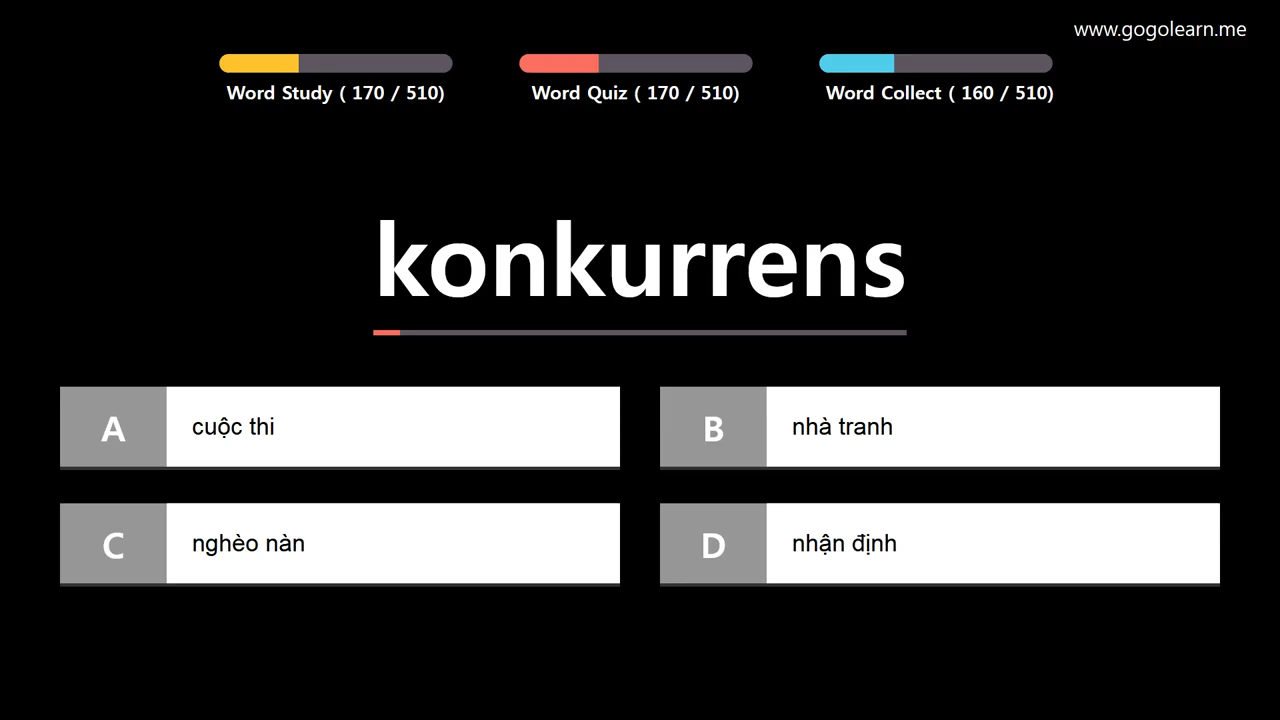 www.gogolearn.me
Word Study ( 170 / 510)
Word Quiz ( 170 / 510)
Word Collect ( 160 / 510)
konkurrens
A cuộc thi
B nhà tranh
C nghèo nàn
D nhận định